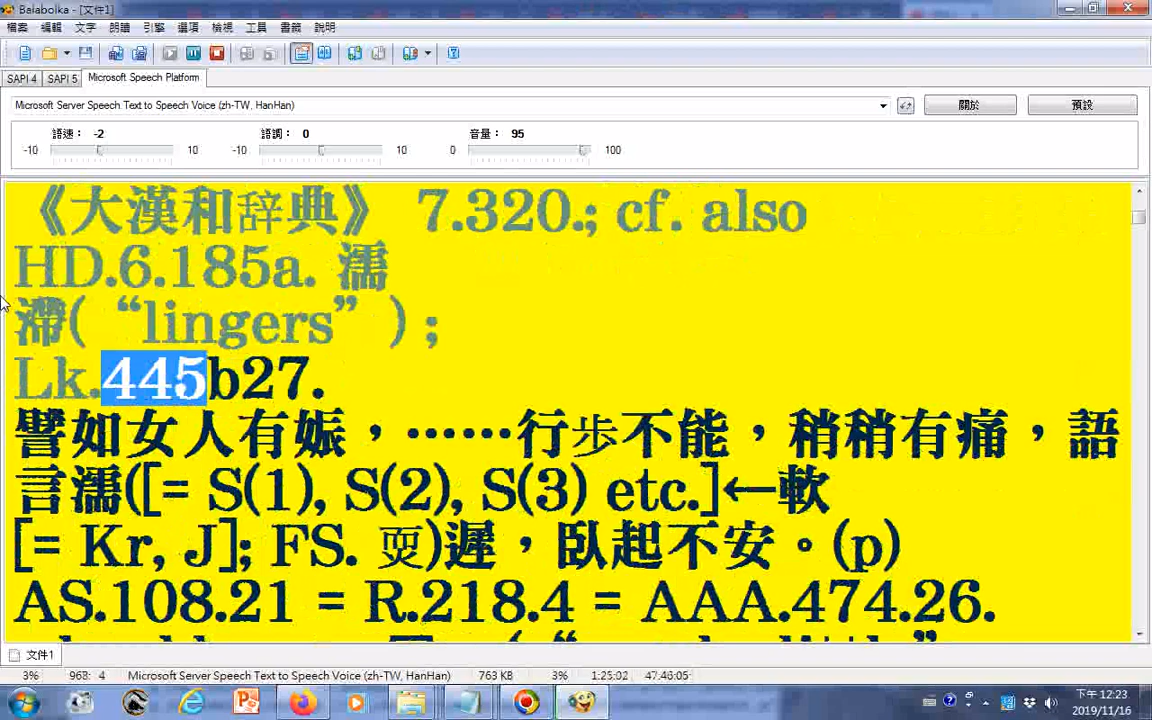 Balabolka - [文件1]
檔案 編輯 文字 朗讀 引擎 選項 檢視 工具 書籤 說明
SAPI 4 SAPI 5 Microsoft Speech Platform
Microsoft Server Speech Text to Speech Voice (zh-TW, HanHan) 關於 預設
語速： -2 語調： 0 音量： 95
-10 10 -10 10 0 100
《大漢和辞典》 7.320.; cf. also
HD.6.185a. 濡
滯(“lingers”)；
Lk.445b27.
譬如女人有娠，……行步不能，稍稍有痛，語
言濡([= S(1), S(2), S(3) etc.]←軟
[= Kr, J]; FS. 耎)遲，臥起不安。(p)
AS.108.21 = R.218.4 = AAA.474.26.
文件1
3% 968: 4 Microsoft Server Speech Text to Speech Voice (zh-TW, HanHan) 763 KB 3% 1:25:02 47:46:05
下午 12:23
2019/11/16